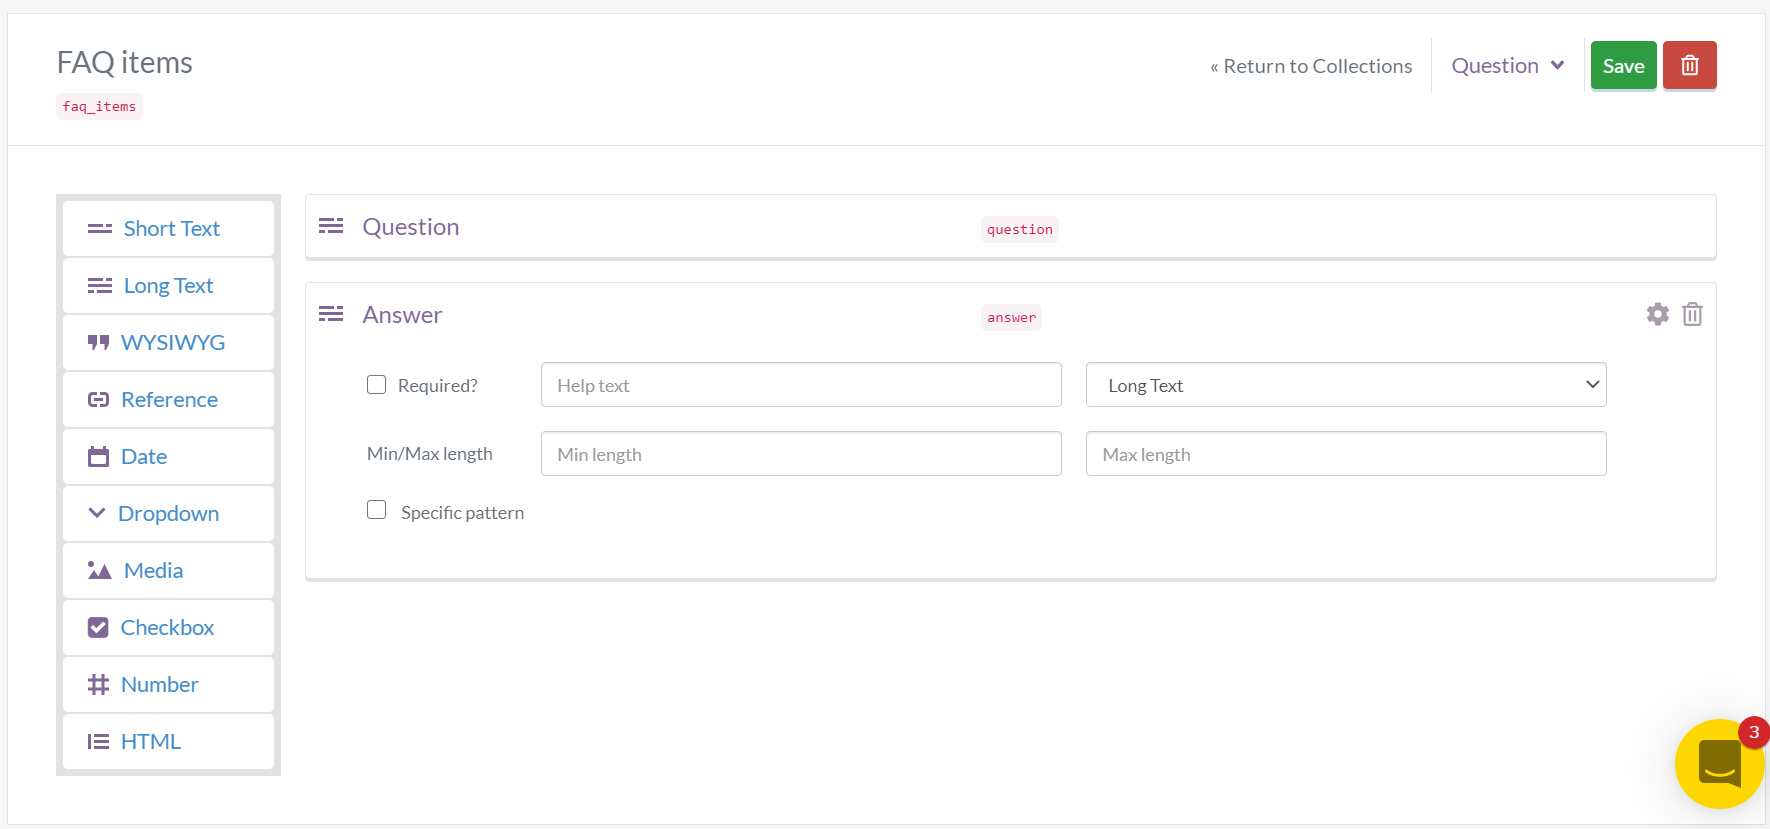 FAQ items
faq_items
« Return to Collections
Question
Save
Short Text
Long Text
WYSIWYG
Reference
Date
Dropdown
Media
Checkbox
Number
HTML
Question
question
Answer
answer
Required?
Help text
Long Text
Min/Max length
Min length
Max length
Specific pattern
3